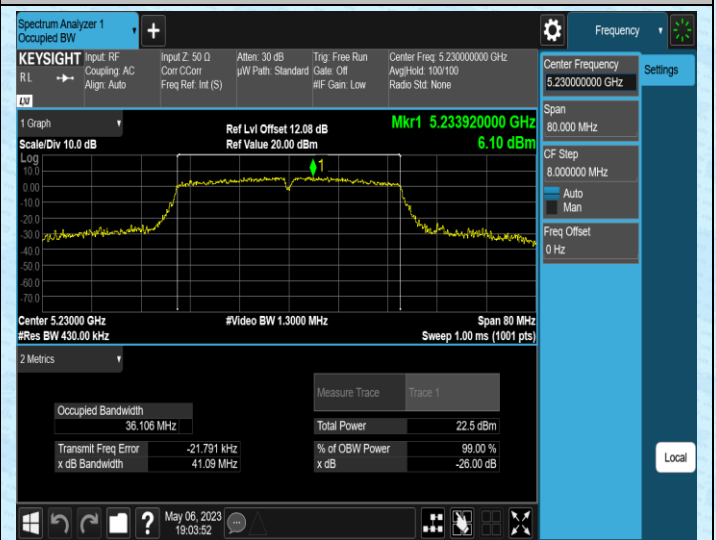 Spectrum Analyzer 1
Occupied BW
+
Frequency
KEYSIGHT
RL
LXI
Input: RF
Coupling: AC
Align: Auto
Input Z: 50 Ω
Corr CCorr
Freq Ref: Int (S)
Atten: 30 dB
µW Path: Standard
Trig: Free Run
Gate: Off
#IF Gain: Low
Center Freq: 5.230000000 GHz
Avg|Hold: 100/100
Radio Std: None
Center Frequency
5.230000000 GHz
Settings
Span
80.000 MHz
CF Step
8.000000 MHz
Auto
Man
Freq Offset
0 Hz
1 Graph
Scale/Div 10.0 dB
Ref Lvl Offset 12.08 dB
Ref Value 20.00 dBm
Mkr1 5.233920000 GHz
6.10 dBm
Log
10.0
0.00
-10.0
-20.0
-30.0
-40.0
-50.0
-60.0
-70.0
1
Center 5.23000 GHz
#Res BW 430.00 kHz
#Video BW 1.3000 MHz
Span 80 MHz
Sweep 1.00 ms (1001 pts)
2 Metrics
Measure Trace
Trace 1
Occupied Bandwidth
36.106 MHz
Total Power
22.5 dBm
Transmit Freq Error
-21.791 kHz
% of OBW Power
99.00 %
x dB Bandwidth
41.09 MHz
x dB
-26.00 dB
Local
?
May 06, 2023
19:03:52